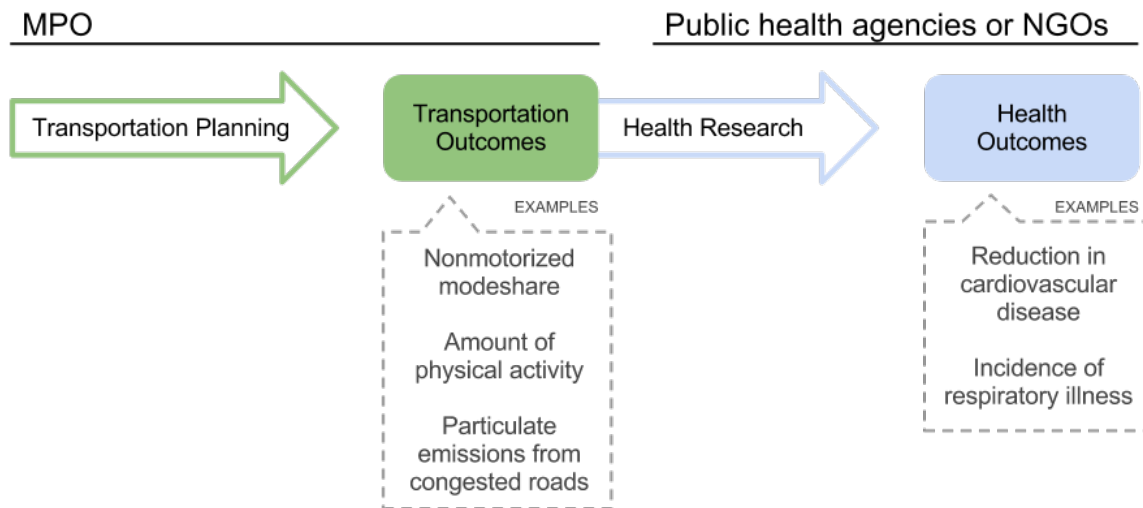 MPO
Public health agencies or NGOs
Transportation Planning
Transportation
Outcomes
Health Research
Health
Outcomes
EXAMPLES
Nonmotorized
modeshare
Amount of
physical activity
Particulate
emissions from
congested roads
EXAMPLES
Reduction in
cardiovascular
disease
Incidence of
respiratory illness